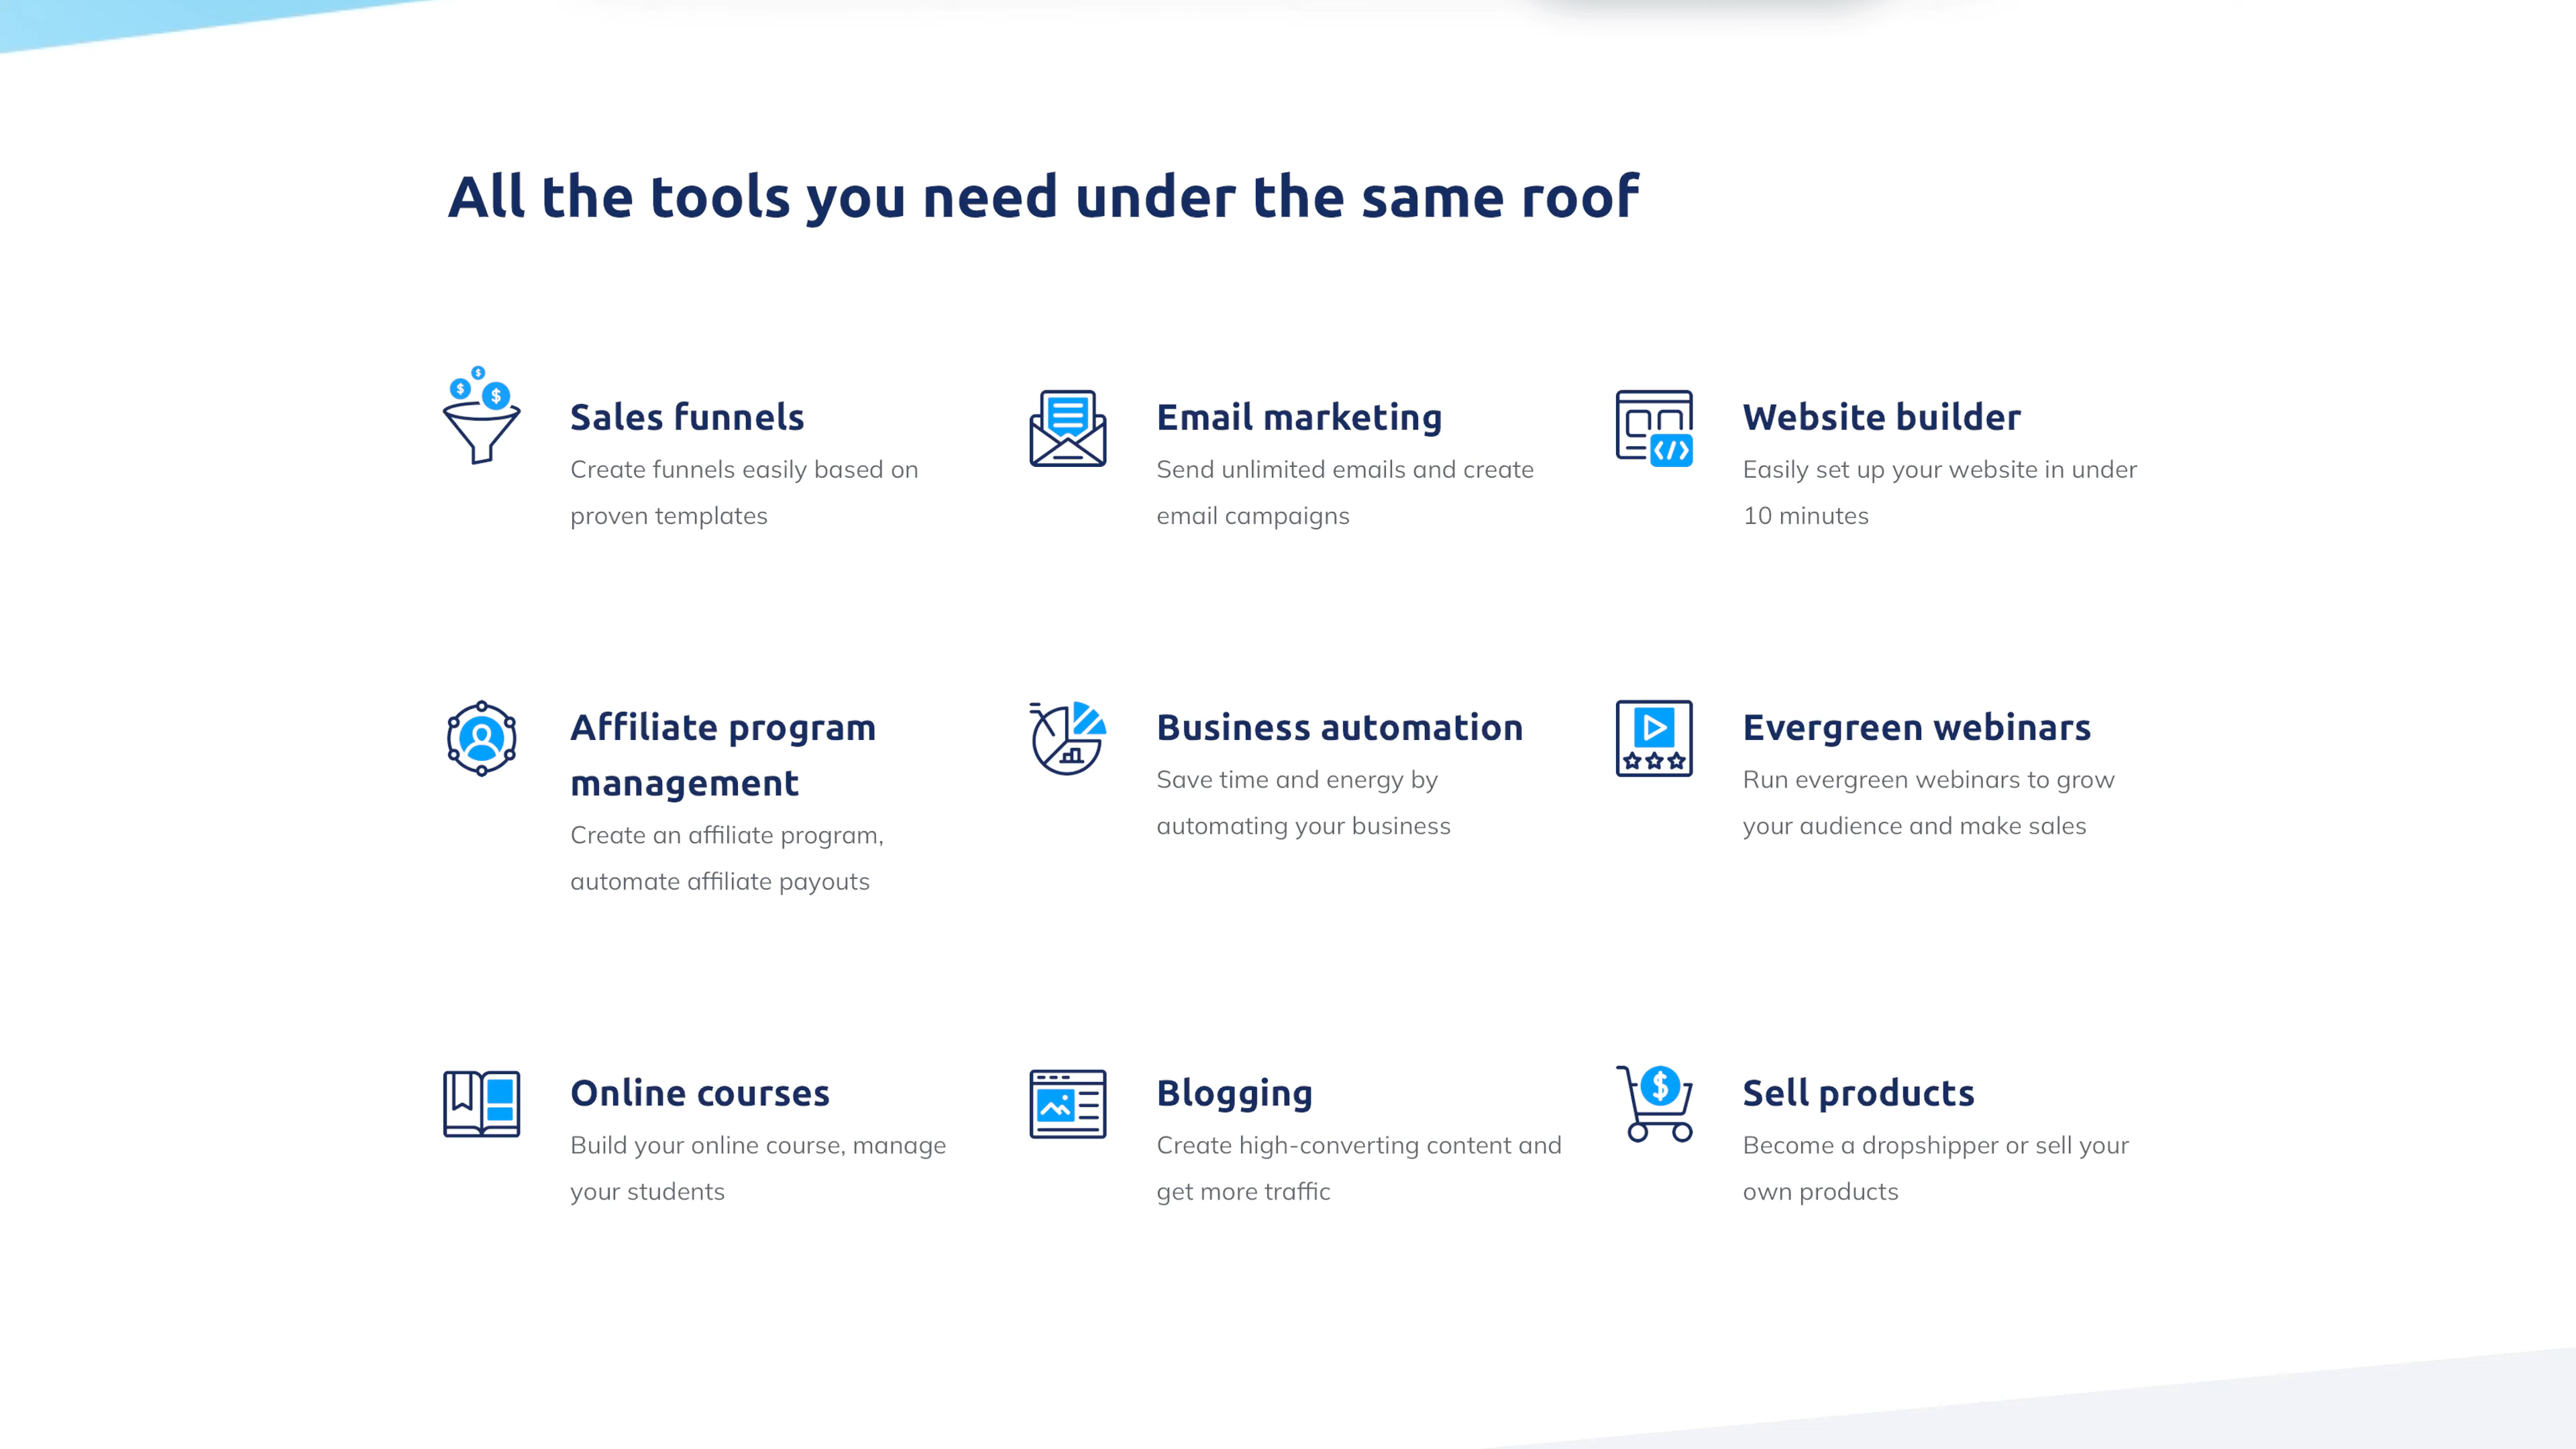 All the tools you need under the same roof
Sales funnels
Create funnels easily based on
proven templates
Email marketing
Send unlimited emails and create
email campaigns
Website builder
Easily set up your website in under
10 minutes
Affiliate program
management
Create an affiliate program,
automate affiliate payouts
Business automation
Save time and energy by
automating your business
Evergreen webinars
Run evergreen webinars to grow
your audience and make sales
Online courses
Build your online course, manage
your students
Blogging
Create high-converting content and
get more traffic
Sell products
Become a dropshipper or sell your
own products